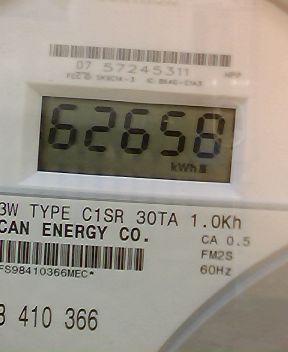 07 57245311
62658
kWh
3W TYPE C1SR 30TA 1.0Kh
CAN ENERGY CO.
CA 0.5
FM2S
60Hz
FS98410366MEC*
8 410 366